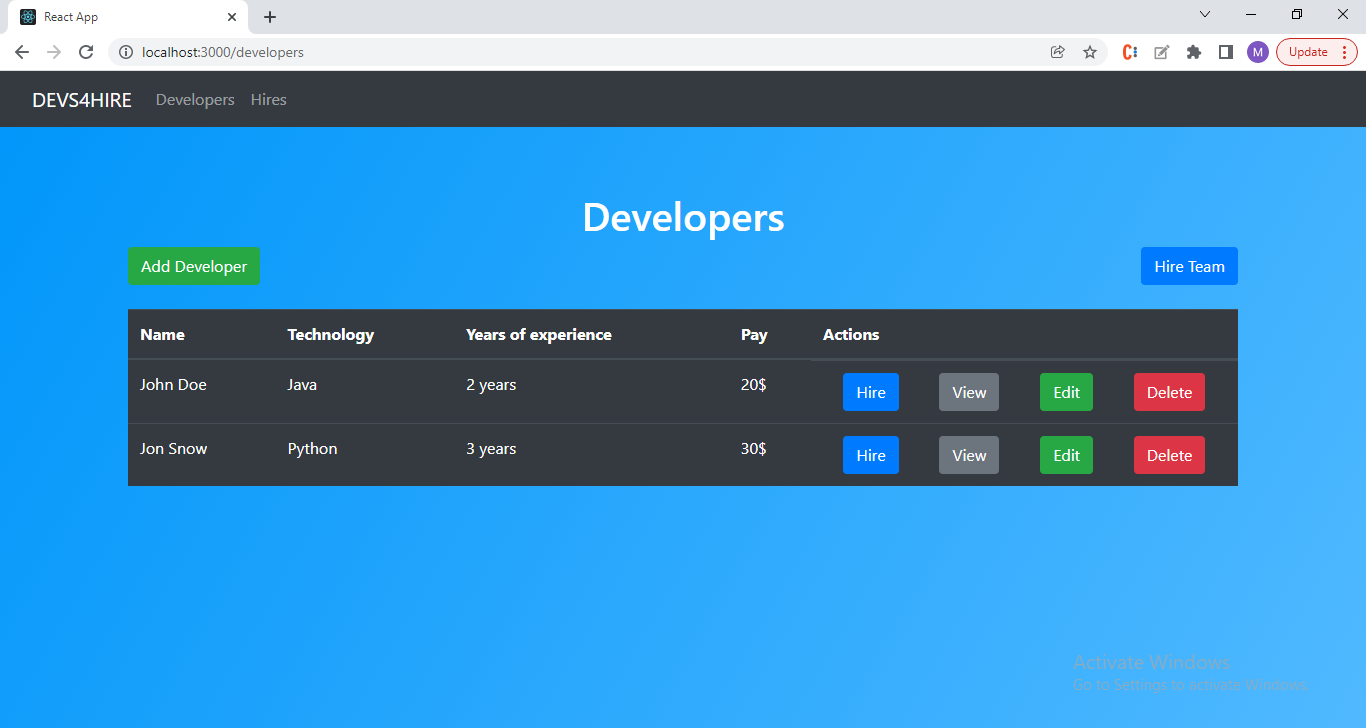 React App
localhost:3000/developers
M
Update
DEVS4HIRE Developers Hires
Developers
Add Developer Hire Team
Name Technology Years of experience Pay Actions
John Doe Java 2 years 20$ Hire View Edit Delete
Jon Snow Python 3 years 30$ Hire View Edit Delete
Activate Windows
Go to Settings to activate Windows.